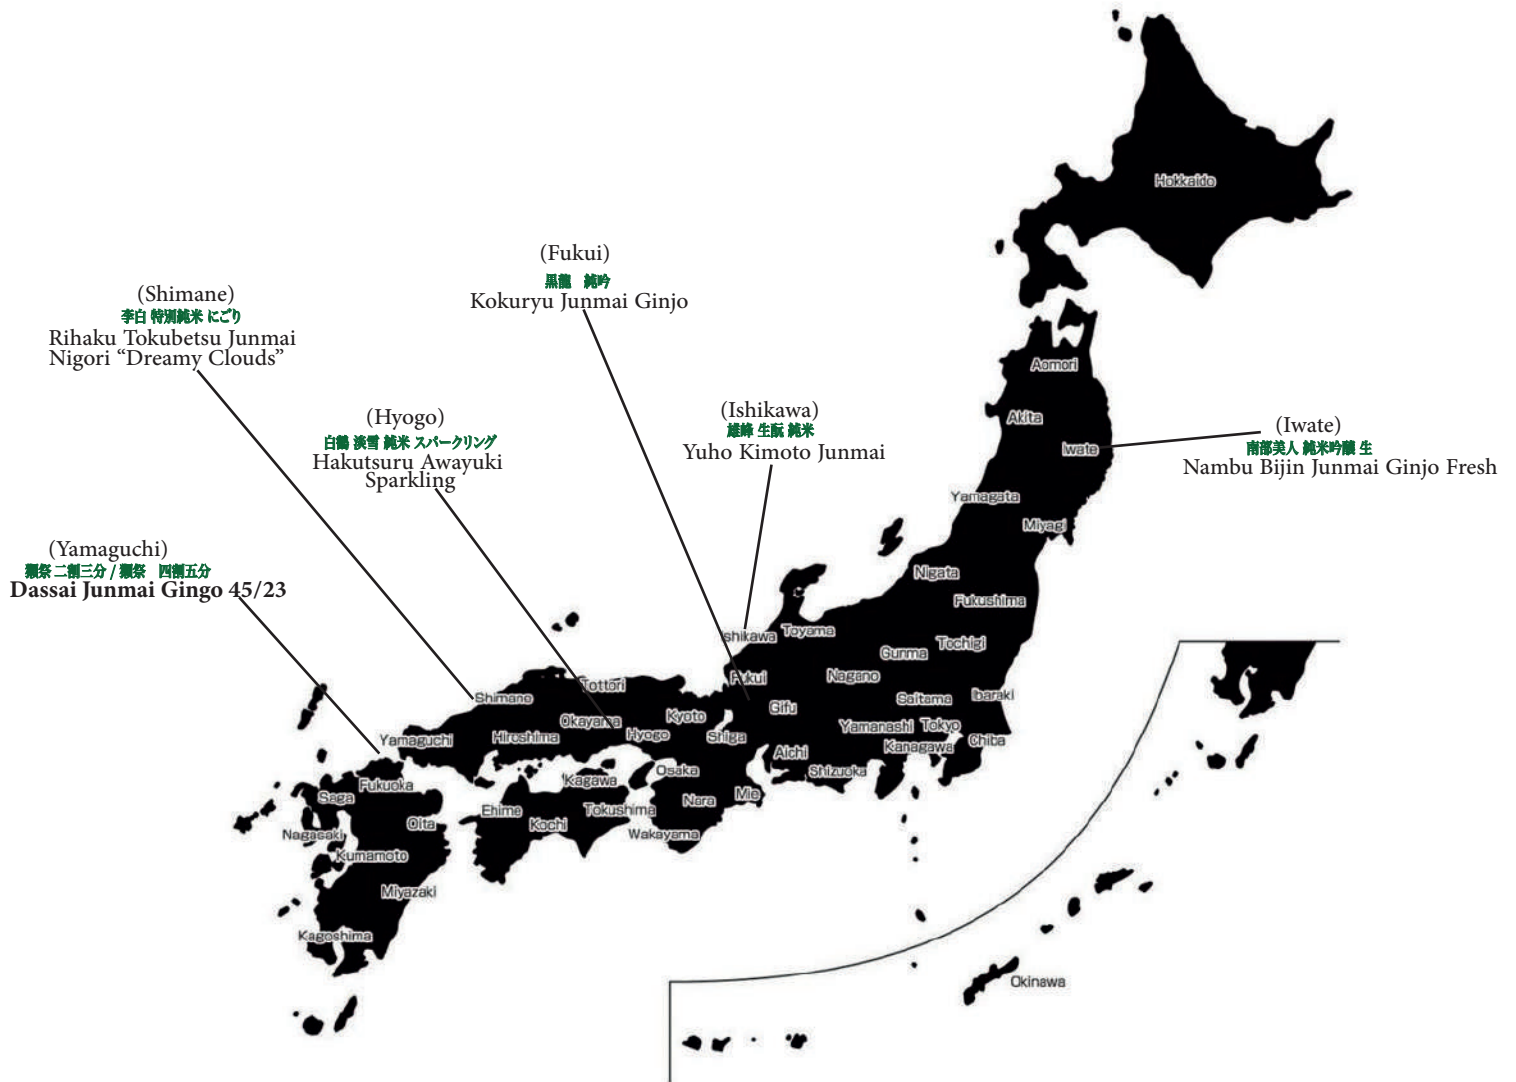 Hokkaido
(Fukui)
黒龍 純吟
Kokuryu Junmai Ginjo
(Shimane)
李白 特別純米 にごり
Rihaku Tokubetsu Junmai
Nigori “Dreamy Clouds”
(Hyogo)
白鶴 淡雪 純米 スパークリング
Hakutsuru Awayuki
Sparkling
(Ishikawa)
雄峰 生酛 純米
Yuho Kimoto Junmai
(Iwate)
南部美人 純米吟醸 生
Nambu Bijin Junmai Ginjo Fresh
(Yamaguchi)
獺祭 二割三分 / 獺祭 四割五分
Dassai Junmai Gingo 45/23
Aomori
Akita
Iwate
Yamagata
Miyagi
Nigata
Fukushima
Ishikawa
Toyama
Tochigi
Gunma
Fukui
Nagano
Tottori
Shimane
Gifu
Saitama
Ibaraki
Okayama
Kyoto
Yamanashi
Tokyo
Yamaguchi
Hiroshima
Hyogo
Shiga
Kanagawa
Chiba
Aichi
Osaka
Shizuoka
Fukuoka
Kagawa
Saga
Nara
Mie
Ehime
Tokushima
Oita
Kochi
Nagasaki
Wakayama
Kumamoto
Miyazaki
Kagoshima
Okinawa